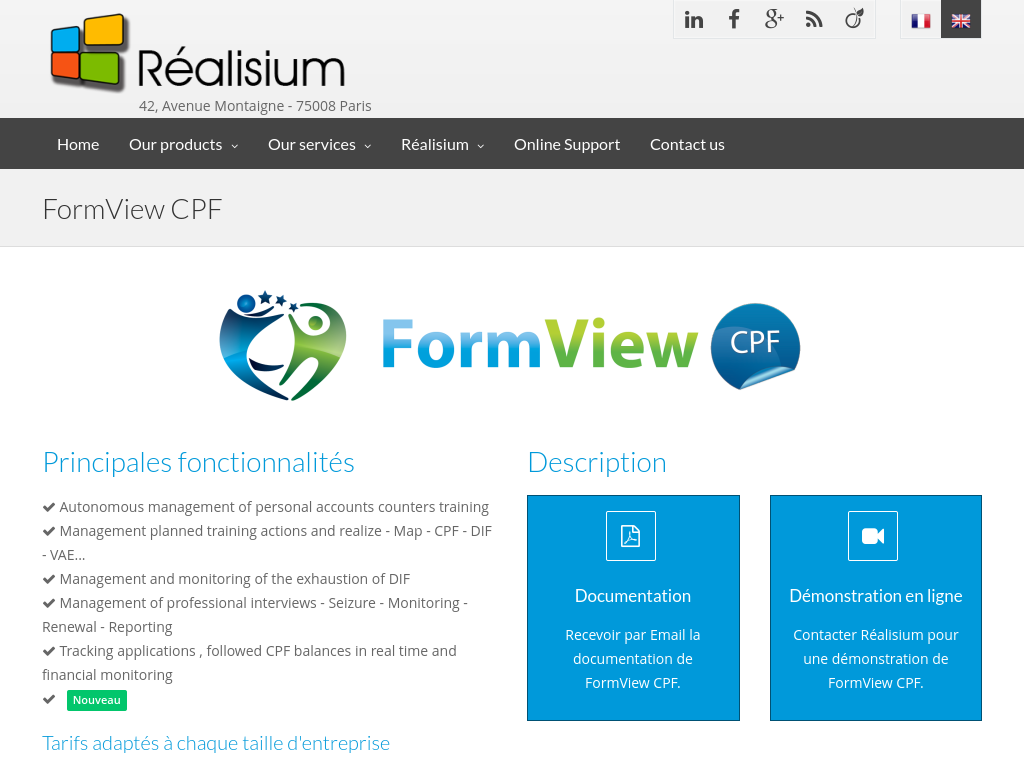 Réalisium
42, Avenue Montaigne - 75008 Paris
Home
Our products
Our services
Réalisium
Online Support
Contact us
FormView CPF
FormView CPF
Principales fonctionnalités
Autonomous management of personal accounts counters training
Management planned training actions and realize - Map - CPF - DIF
- VAE...
Management and monitoring of the exhaustion of DIF
Management of professional interviews - Seizure - Monitoring -
Renewal - Reporting
Tracking applications , followed CPF balances in real time and
financial monitoring
Nouveau
Tarifs adaptés à chaque taille d'entreprise
Description
Documentation
Recevoir par Email la
documentation de
FormView CPF.
Démonstration en ligne
Contacter Réalisium pour
une démonstration de
FormView CPF.